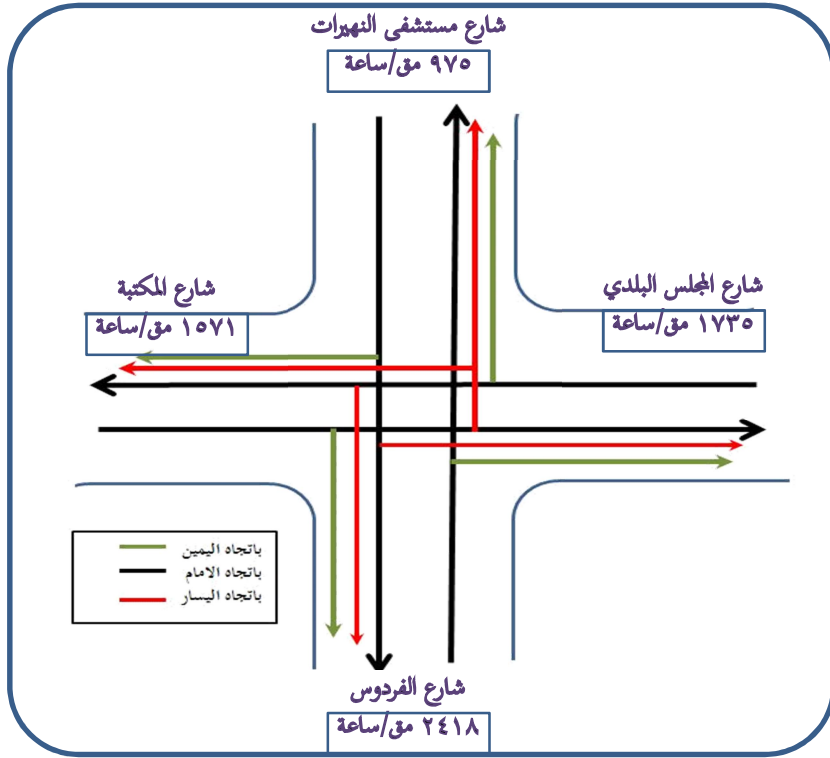 شارع مستشفى النهيرات
٩٧٥ مق/ساعة
شارع المجلس البلدي
١٧٣٥ مق/ساعة
شارع المكتبة
١٥٧١ مق/ساعة
باتجاه اليمين
باتجاه الامام
باتجاه اليسار
شارع الفردوس
٢٤١٨ مق/ساعة